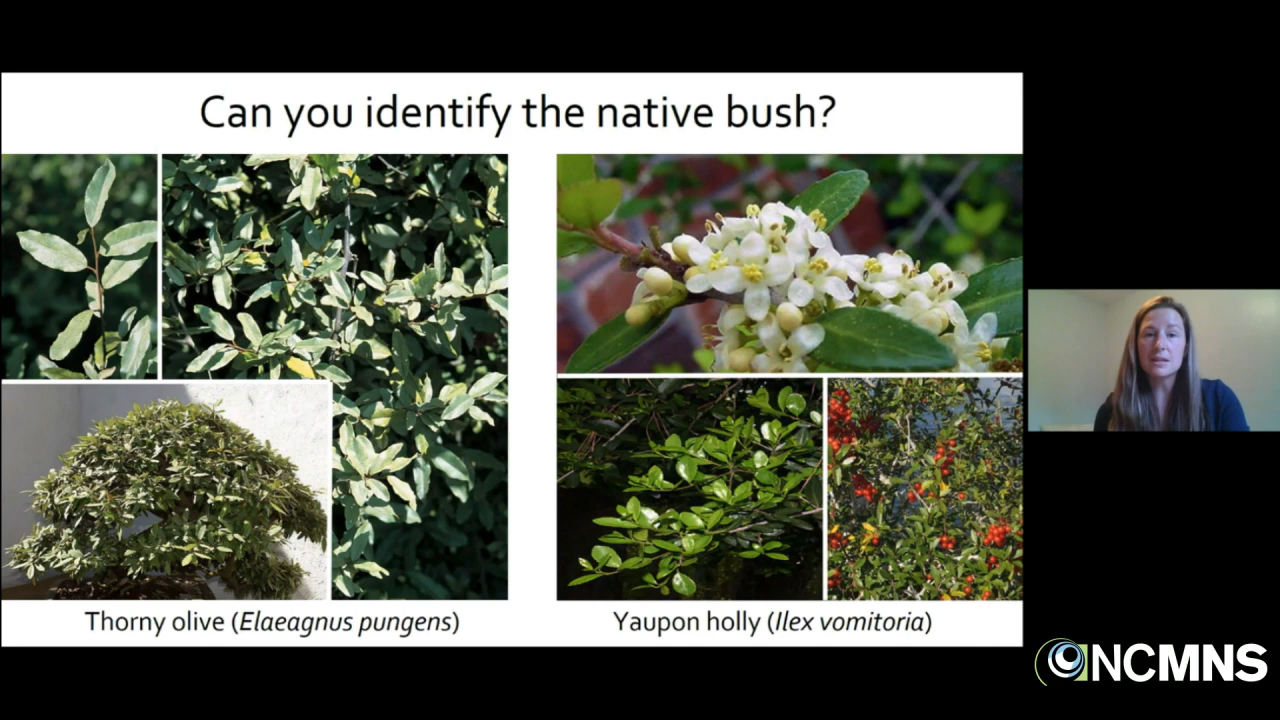 Can you identify the native bush?
Thorny olive (Elaeagnus pungens)
Yaupon holly (Ilex vomitoria)
NCMNS